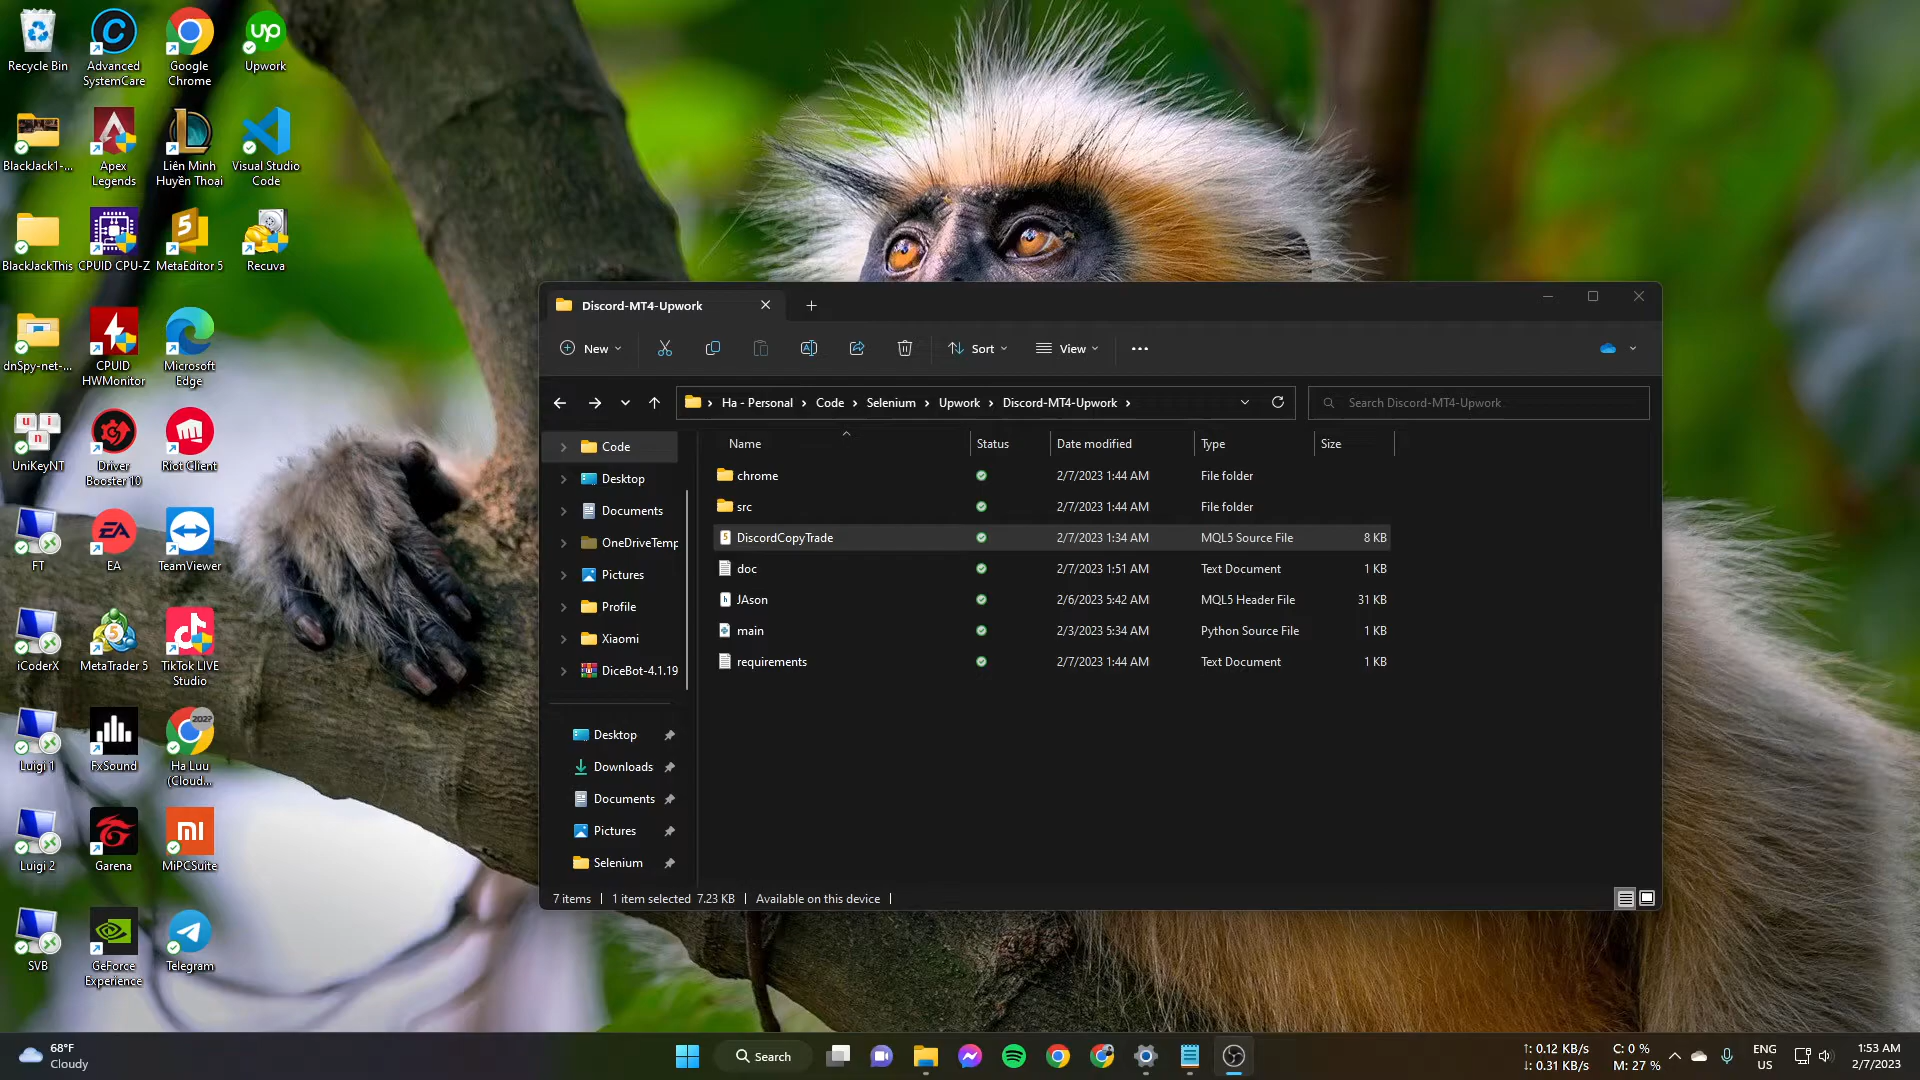 Recycle Bin
Advanced
SystemCare
Google
Chrome
up
Upwork
BlackJack1-...
Apex
Legends
Liên Minh
Huyền Thoại
Visual Studio
Code
BlackJackThis
CPUID CPU-Z
5
MetaEditor 5
Recuva
dnSpy-net-...
CPUID
HWMonitor
Microsoft
Edge
u i
n
UniKeyNT
Driver
Booster 10
Riot Client
FT
EA
EA
TeamViewer
iCoderX
5
MetaTrader 5
TikTok LIVE
Studio
Luigi 1
FxSound
202?
Ha Luu
(Cloud...
Luigi 2
Garena
MI
MiPCSuite
SVB
GeForce
Experience
Telegram
Discord-MT4-Upwork
New
Sort
View
Ha - Personal
Code
Selenium
Upwork
Discord-MT4-Upwork
Search Discord-MT4-Upwork
Code
Desktop
Documents
OneDriveTemp
Pictures
Profile
Xiaomi
DiceBot-4.1.19
Desktop
Downloads
Documents
Pictures
Selenium
Name Status Date modified Type Size
chrome 2/7/2023 1:44 AM File folder
src 2/7/2023 1:44 AM File folder
DiscordCopyTrade 2/7/2023 1:34 AM MQL5 Source File 8 KB
doc 2/7/2023 1:51 AM Text Document 1 KB
JAson 2/6/2023 5:42 AM MQL5 Header File 31 KB
main 2/3/2023 5:34 AM Python Source File 1 KB
requirements 2/7/2023 1:44 AM Text Document 1 KB
7 items 1 item selected 7.23 KB Available on this device
68°F
Cloudy
Search
↑: 0.12 KB/s
↓: 0.31 KB/s
C: 0 %
M: 27 %
ENG
US
1:53 AM
2/7/2023